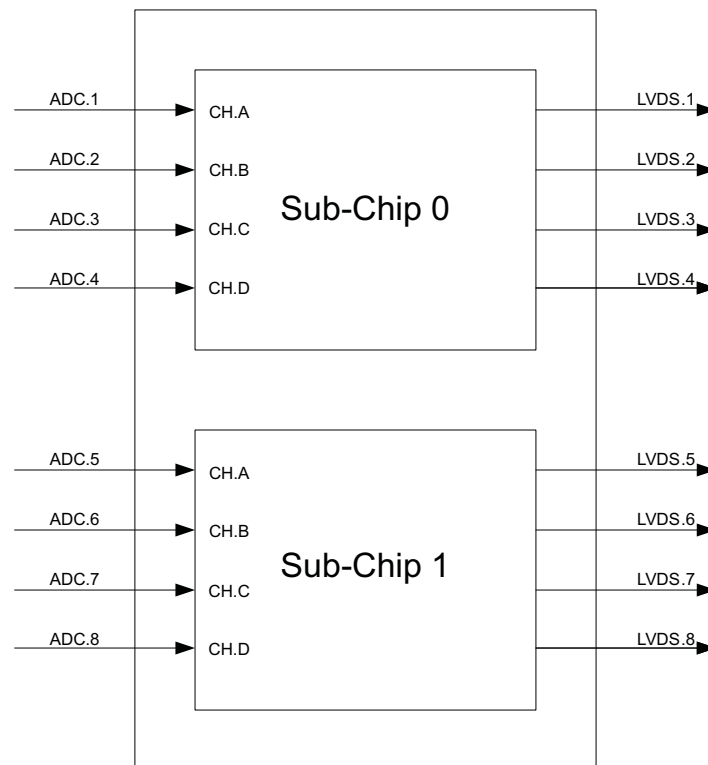 ADC.1
CH.A
LVDS.1
ADC.2
CH.B
LVDS.2
ADC.3
CH.C
Sub-Chip 0
LVDS.3
ADC.4
CH.D
LVDS.4
ADC.5
CH.A
LVDS.5
ADC.6
CH.B
LVDS.6
ADC.7
CH.C
Sub-Chip 1
LVDS.7
ADC.8
CH.D
LVDS.8